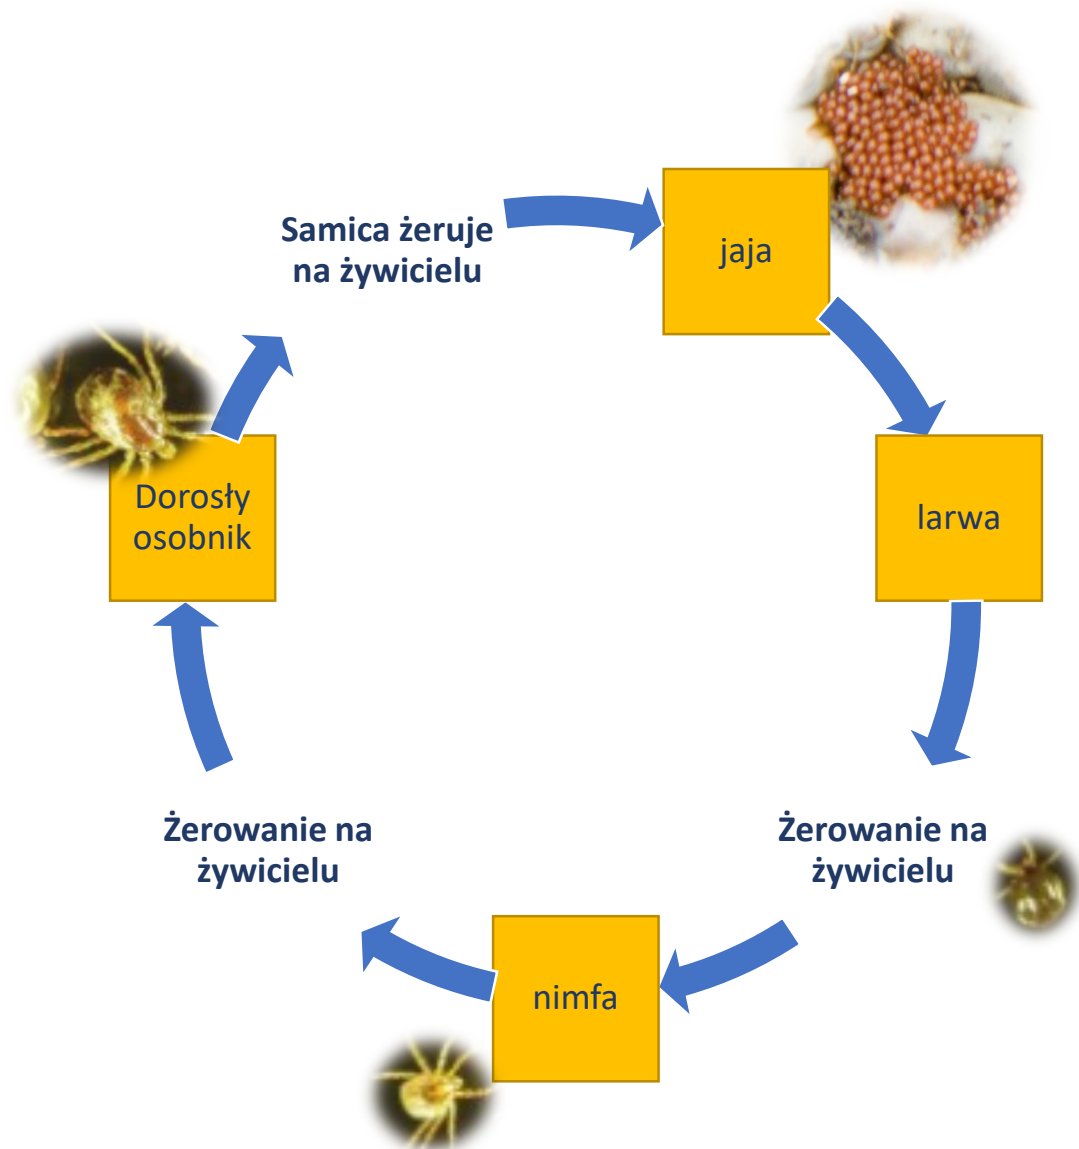 Samica żeruje
na żywicielu
jaja
larwa
Żerowanie na
żywicielu
nimfa
Żerowanie na
żywicielu
Dorosły
osobnik